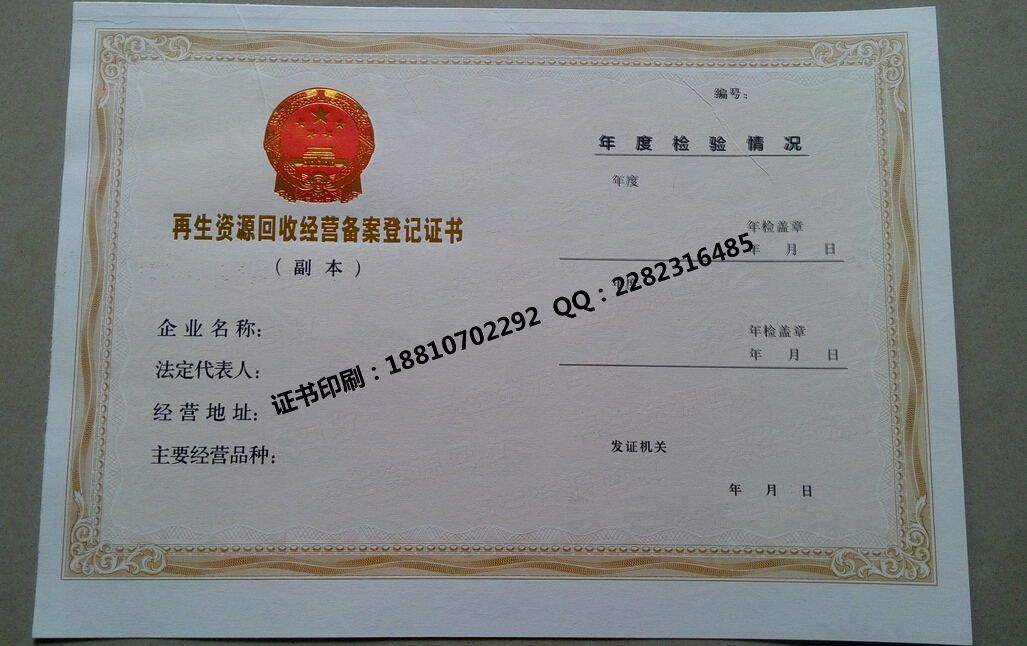 再生资源回收经营备案登记证书
（副本）
企业名称：
法定代表人：
经营地址：
主要经营品种：
编号：
年度检验情况
年度
年检盖章
年 月 日
年检盖章
年 月 日
发证机关
年 月 日
证书印刷：18810702292 QQ：2282316485